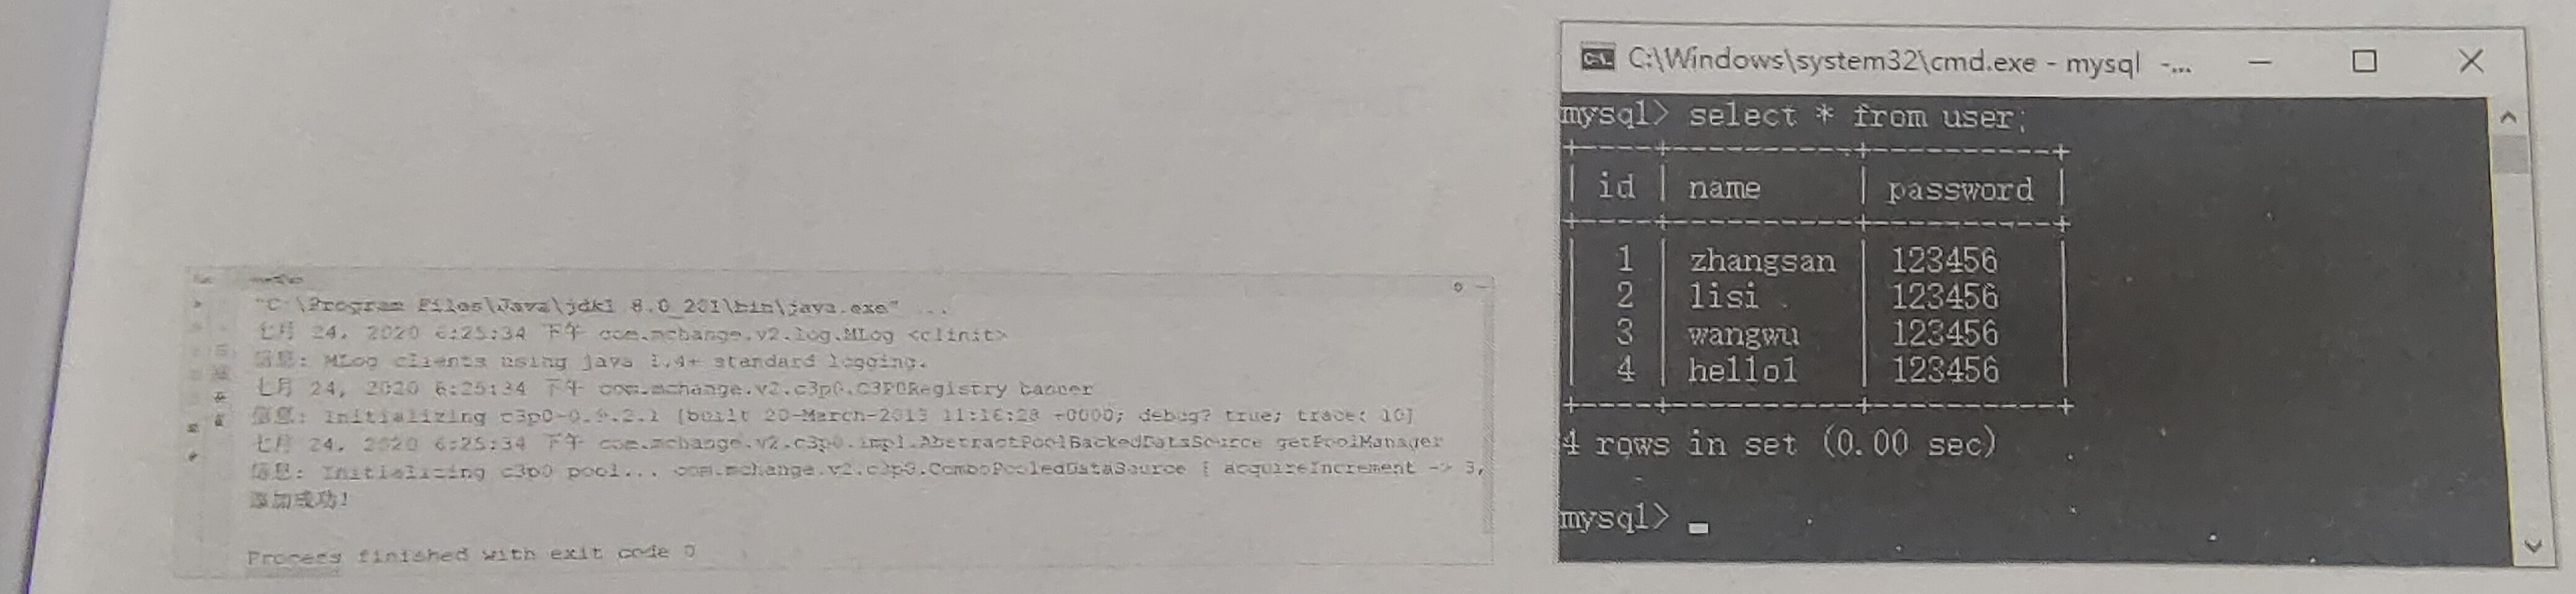 "C:\Program Files\Java\jdk1.8.0_201\bin\java.exe" ...
七月 24, 2020 6:25:34 下午 com.mchange.v2.log.MLog <clinit>
信息: MLog clients using java 1.4+ standard logging.
七月 24, 2020 6:25:34 下午 com.mchange.v2.c3p0.C3P0Registry banner
信息: Initializing c3p0-0.9.2.1 [built 20-March-2013 11:16:28 +0000; debug? true; trace: 10]
七月 24, 2020 6:25:34 下午 com.mchange.v2.c3p0.impl.AbstractPoolBackedDataSource getPoolManager
信息: Initializing c3p0 pool... com.mchange.v2.c3p0.ComboPooledDataSource [ acquireIncrement -> 3,
添加成功!
Process finished with exit code 0
C:\Windows\system32\cmd.exe - mysql -...
mysql> select * from user;
+----+----------+----------+
| id | name | password |
+----+----------+----------+
| 1 | zhangsan | 123456 |
| 2 | lisi | 123456 |
| 3 | wangwu | 123456 |
| 4 | hello1 | 123456 |
+----+----------+----------+
4 rows in set (0.00 sec)
mysql>